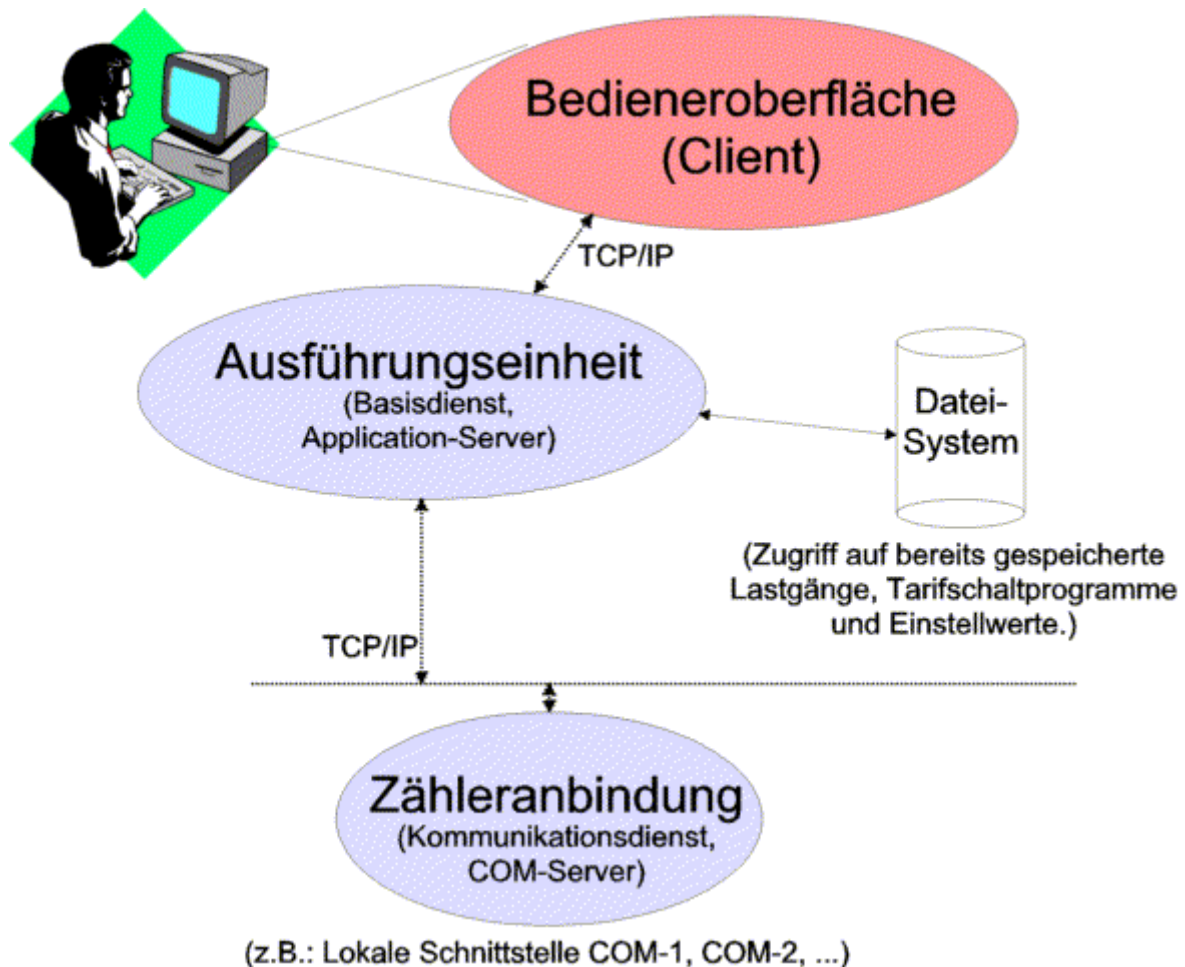 Bedieneroberfläche
(Client)
TCP/IP
Ausführungseinheit
(Basisdienst,
Application-Server)
Datei-
System
(Zugriff auf bereits gespeicherte
Lastgänge, Tarifschaltprogramme
und Einstellwerte.)
TCP/IP
Zähleranbindung
(Kommunikationsdienst,
COM-Server)
(z.B.: Lokale Schnittstelle COM-1, COM-2, ...)